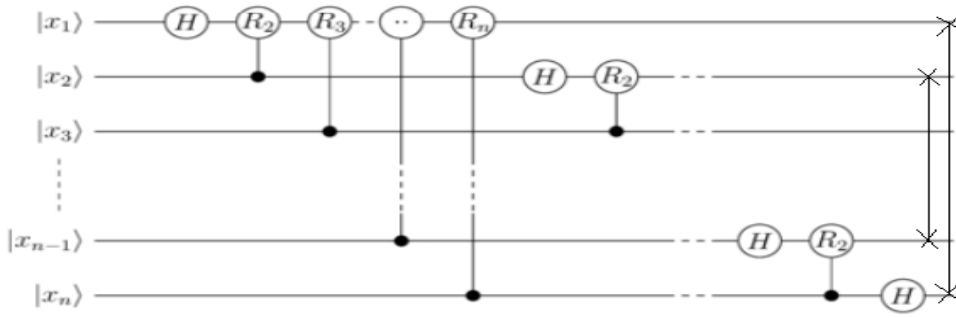 |x₁⟩ H R₂ R₃ ·· Rₙ
|x₂⟩ H R₂
|x₃⟩
|xₙ₋₁⟩ H R₂
|xₙ⟩ H